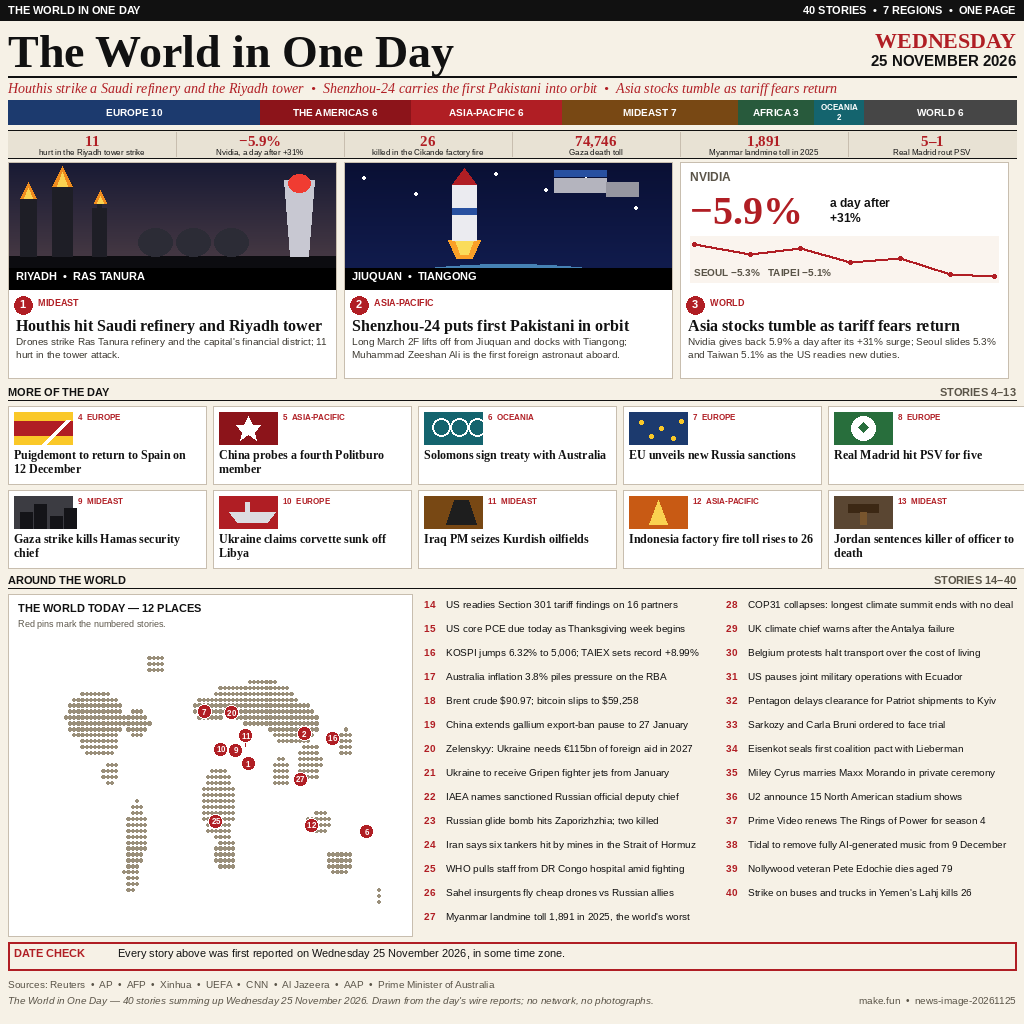 THE WORLD IN ONE DAY
40 STORIES • 7 REGIONS • ONE PAGE
The World in One Day
WEDNESDAY
25 NOVEMBER 2026
Houthis strike a Saudi refinery and the Riyadh tower • Shenzhou-24 carries the first Pakistani into orbit • Asia stocks tumble as tariff fears return
EUROPE 10
THE AMERICAS 6
ASIA-PACIFIC 6
MIDEAST 7
AFRICA 3
OCEANIA
2
WORLD 6
11
hurt in the Riyadh tower strike
−5.9%
Nvidia, a day after +31%
26
killed in the Cikande factory fire
74,746
Gaza death toll
1,891
Myanmar landmine toll in 2025
5–1
Real Madrid rout PSV
RIYADH • RAS TANURA
1 MIDEAST
Houthis hit Saudi refinery and Riyadh tower
Drones strike Ras Tanura refinery and the capital's financial district; 11
hurt in the tower attack.
JIUQUAN • TIANGONG
2 ASIA-PACIFIC
Shenzhou-24 puts first Pakistani in orbit
Long March 2F lifts off from Jiuquan and docks with Tiangong;
Muhammad Zeeshan Ali is the first foreign astronaut aboard.
NVIDIA
−5.9%
a day after
+31%
SEOUL −5.3% TAIPEI −5.1%
3 WORLD
Asia stocks tumble as tariff fears return
Nvidia gives back 5.9% a day after its +31% surge; Seoul slides 5.3%
and Taiwan 5.1% as the US readies new duties.
MORE OF THE DAY
STORIES 4–13
4 EUROPE
Puigdemont to return to Spain on
12 December
5 ASIA-PACIFIC
China probes a fourth Politburo
member
6 OCEANIA
Solomons sign treaty with Australia
7 EUROPE
EU unveils new Russia sanctions
8 EUROPE
Real Madrid hit PSV for five
9 MIDEAST
Gaza strike kills Hamas security
chief
10 EUROPE
Ukraine claims corvette sunk off
Libya
11 MIDEAST
Iraq PM seizes Kurdish oilfields
12 ASIA-PACIFIC
Indonesia factory fire toll rises to 26
13 MIDEAST
Jordan sentences killer of officer to
death
AROUND THE WORLD
STORIES 14–40
THE WORLD TODAY — 12 PLACES
Red pins mark the numbered stories.
7
20
11
2
16
10
9
1
27
25
12
6
14 US readies Section 301 tariff findings on 16 partners
15 US core PCE due today as Thanksgiving week begins
16 KOSPI jumps 6.32% to 5,006; TAIEX sets record +8.99%
17 Australia inflation 3.8% piles pressure on the RBA
18 Brent crude $90.97; bitcoin slips to $59,258
19 China extends gallium export-ban pause to 27 January
20 Zelenskyy: Ukraine needs €115bn of foreign aid in 2027
21 Ukraine to receive Gripen fighter jets from January
22 IAEA names sanctioned Russian official deputy chief
23 Russian glide bomb hits Zaporizhzhia; two killed
24 Iran says six tankers hit by mines in the Strait of Hormuz
25 WHO pulls staff from DR Congo hospital amid fighting
26 Sahel insurgents fly cheap drones vs Russian allies
27 Myanmar landmine toll 1,891 in 2025, the world's worst
28 COP31 collapses: longest climate summit ends with no deal
29 UK climate chief warns after the Antalya failure
30 Belgium protests halt transport over the cost of living
31 US pauses joint military operations with Ecuador
32 Pentagon delays clearance for Patriot shipments to Kyiv
33 Sarkozy and Carla Bruni ordered to face trial
34 Eisenkot seals first coalition pact with Lieberman
35 Miley Cyrus marries Maxx Morando in private ceremony
36 U2 announce 15 North American stadium shows
37 Prime Video renews The Rings of Power for season 4
38 Tidal to remove fully AI-generated music from 9 December
39 Nollywood veteran Pete Edochie dies aged 79
40 Strike on buses and trucks in Yemen's Lahj kills 26
DATE CHECK
Every story above was first reported on Wednesday 25 November 2026, in some time zone.
Sources: Reuters • AP • AFP • Xinhua • UEFA • CNN • Al Jazeera • AAP • Prime Minister of Australia
The World in One Day — 40 stories summing up Wednesday 25 November 2026. Drawn from the day's wire reports; no network, no photographs.
make.fun • news-image-20261125